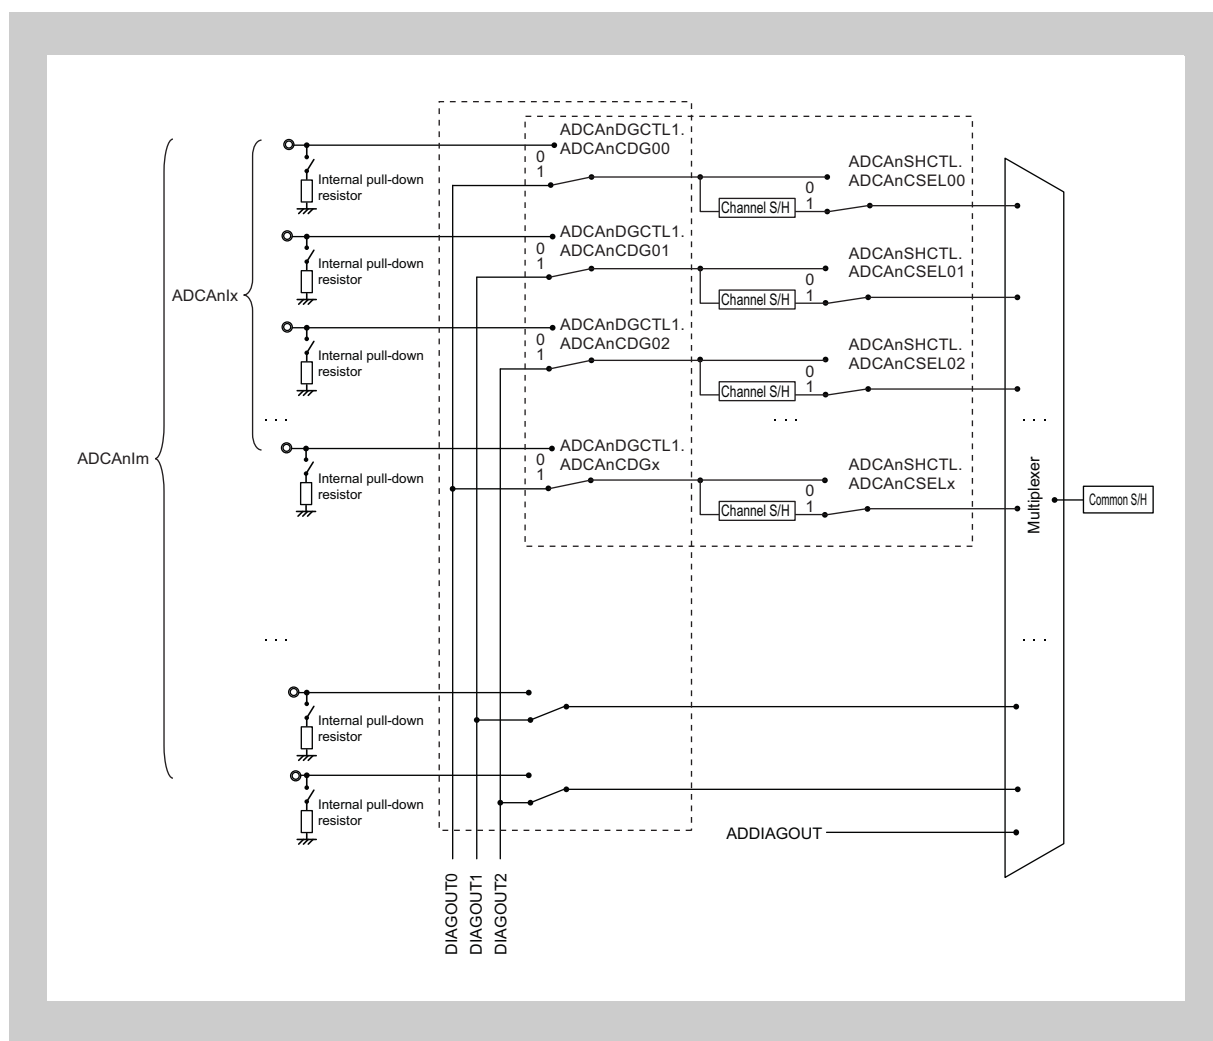 ADCAnDGCTL1.
ADCAnCDG00
0
1
Internal pull-down
resistor
ADCAnSHCTL.
ADCAnCSEL00
0
1
Channel S/H
ADCAnDGCTL1.
ADCAnCDG01
0
1
Internal pull-down
resistor
ADCAnSHCTL.
ADCAnCSEL01
0
1
Channel S/H
ADCAnIx
ADCAnDGCTL1.
ADCAnCDG02
0
1
Internal pull-down
resistor
ADCAnSHCTL.
ADCAnCSEL02
0
1
Channel S/H
. . .
. . .
. . .
ADCAnIm
ADCAnDGCTL1.
ADCAnCDGx
0
1
Internal pull-down
resistor
ADCAnSHCTL.
ADCAnCSELx
0
1
Channel S/H
Multiplexer
Common S/H
. . .
. . .
Internal pull-down
resistor
Internal pull-down
resistor
ADDIAGOUT
DIAGOUT0
DIAGOUT1
DIAGOUT2